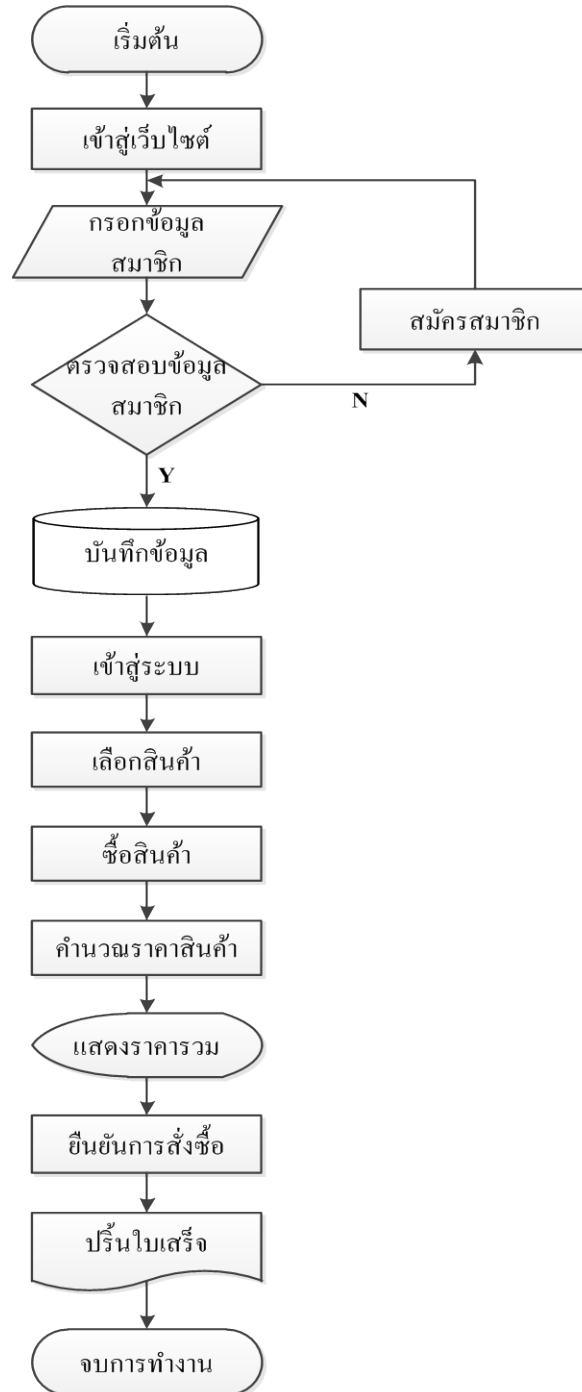 เริ่มต้น
เข้าสู่เว็บไซต์
กรอกข้อมูล
สมาชิก
สมัครสมาชิก
ตรวจสอบข้อมูล
สมาชิก
N
Y
บันทึกข้อมูล
เข้าสู่ระบบ
เลือกสินค้า
ซื้อสินค้า
คำนวณราคาสินค้า
แสดงราคารวม
ยืนยันการสั่งซื้อ
ปริ้นใบเสร็จ
จบการทำงาน